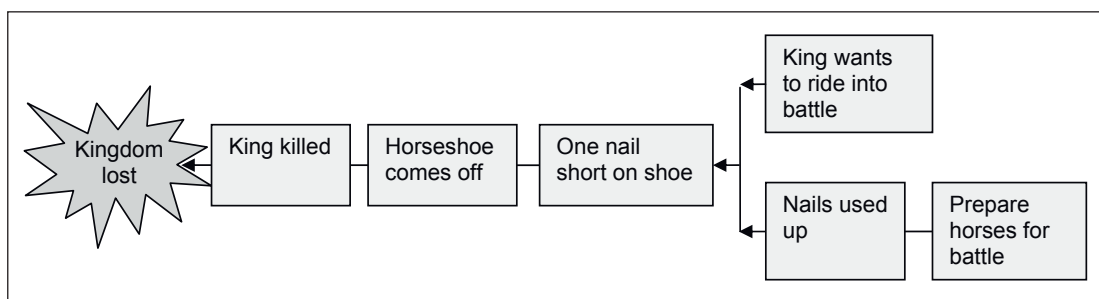 Kingdom
lost
King killed
Horseshoe
comes off
One nail
short on shoe
King wants
to ride into
battle
Nails used
up
Prepare
horses for
battle